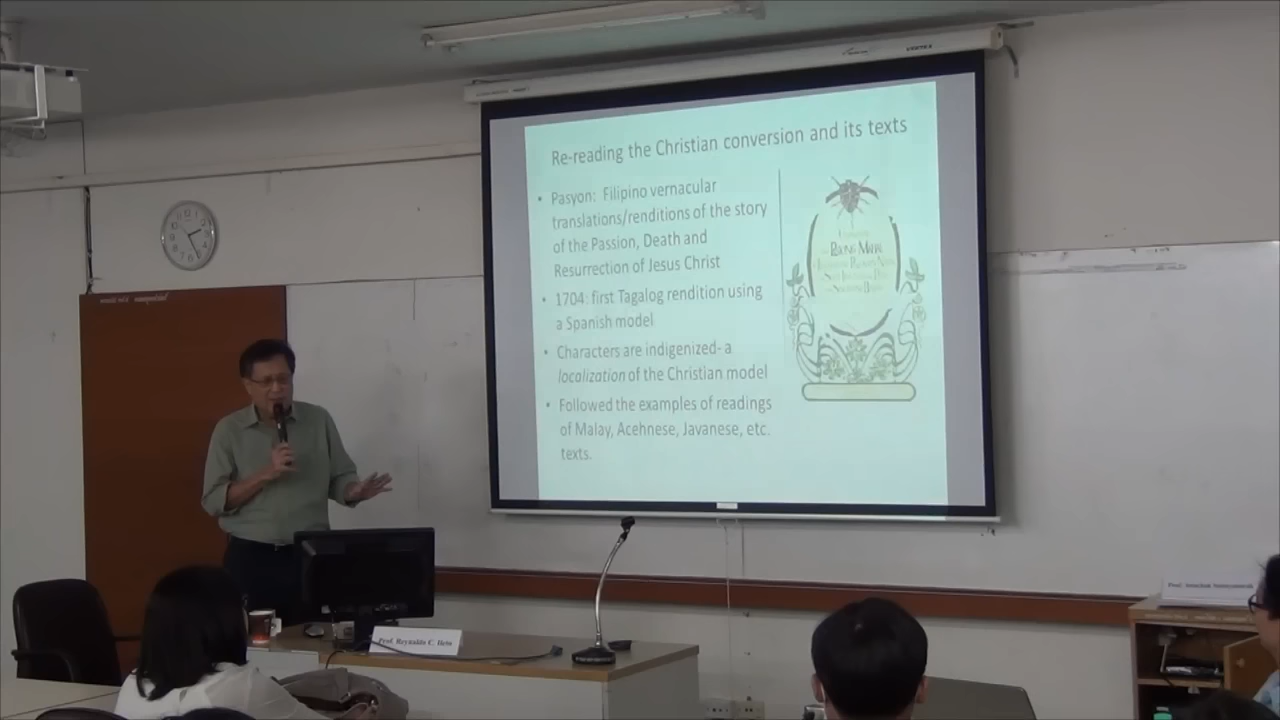 Re-reading the Christian conversion and its texts
• Pasyon: Filipino vernacular
translations/renditions of the story
of the Passion, Death and
Resurrection of Jesus Christ
• 1704: first Tagalog rendition using
a Spanish model
• Characters are indigenized- a
localization of the Christian model
• Followed the examples of readings
of Malay, Acehnese, Javanese, etc.
texts.
Prof. Reynaldo C. Ileto
VERTEX